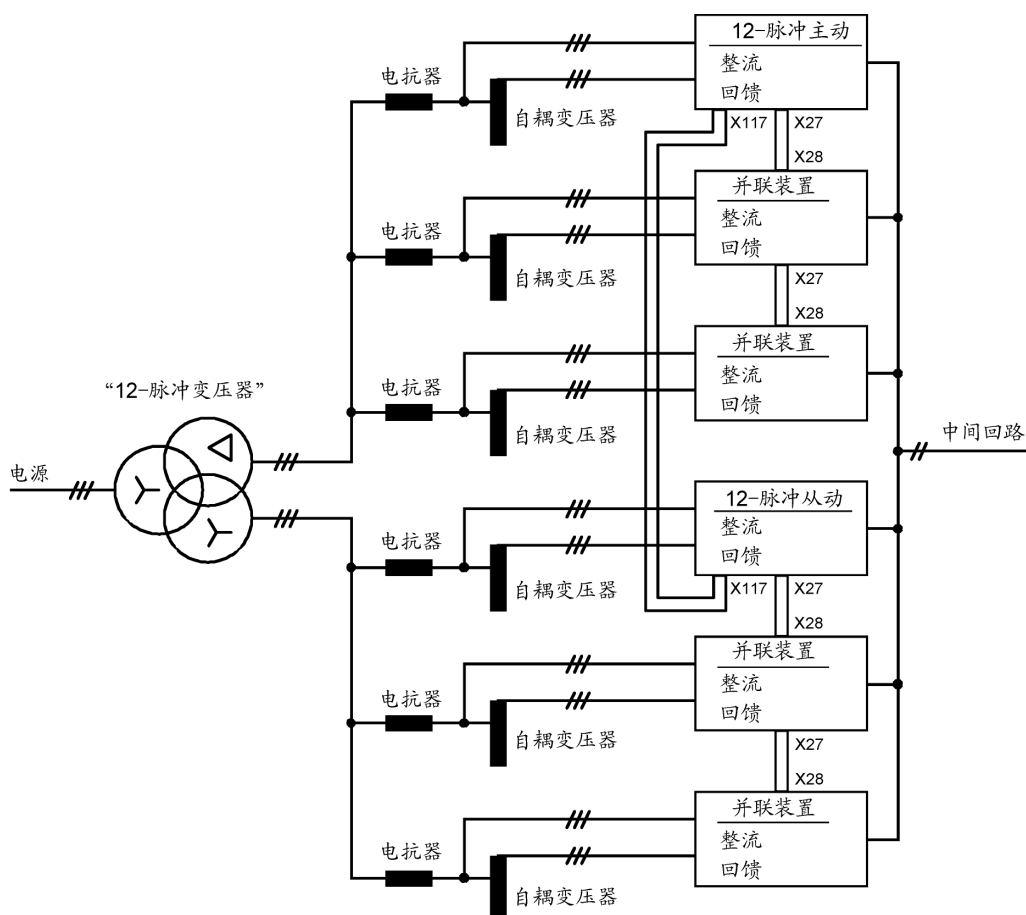 12-脉冲主动
整流
回馈
电抗器
自耦变压器
X117
X27
X28
并联装置
整流
回馈
电抗器
自耦变压器
X27
X28
并联装置
整流
回馈
电抗器
自耦变压器
“12-脉冲变压器”
电源
中间回路
12-脉冲从动
整流
回馈
电抗器
自耦变压器
X117
X27
X28
并联装置
整流
回馈
电抗器
自耦变压器
X27
X28
并联装置
整流
回馈
电抗器
自耦变压器